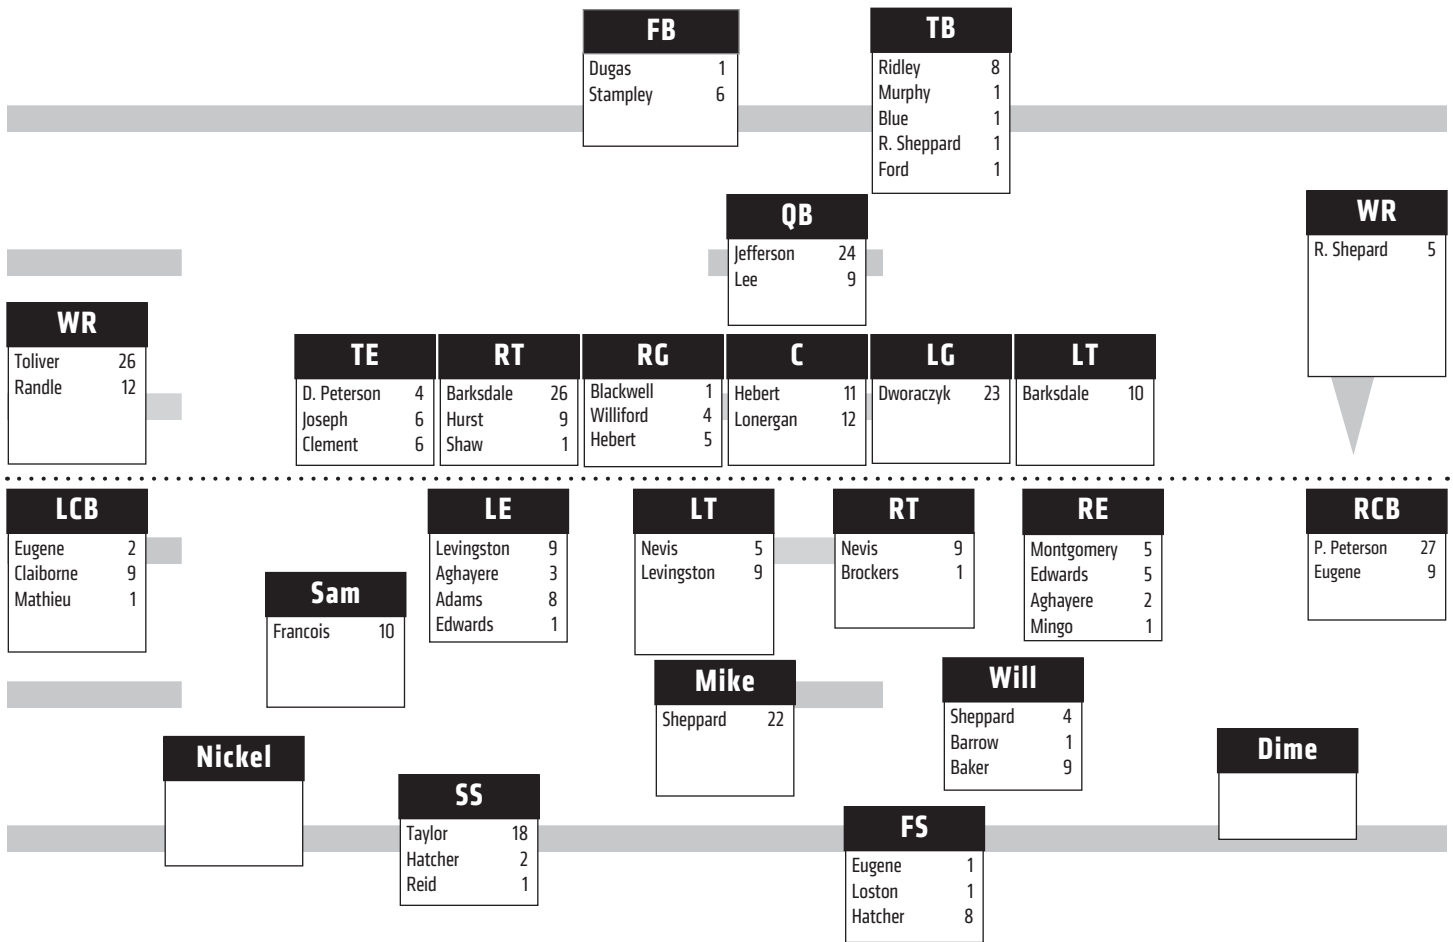 FB
Dugas 1
Stampley 6
TB
Ridley 8
Murphy 1
Blue 1
R. Sheppard 1
Ford 1
QB
Jefferson 24
Lee 9
WR
R. Shepard 5
WR
Toliver 26
Randle 12
TE
D. Peterson 4
Joseph 6
Clement 6
RT
Barksdale 26
Hurst 9
Shaw 1
RG
Blackwell 1
Williford 4
Hebert 5
C
Hebert 11
Lonergan 12
LG
Dworaczyk 23
LT
Barksdale 10
LCB
Eugene 2
Claiborne 9
Mathieu 1
Sam
Francois 10
LE
Levingston 9
Aghayere 3
Adams 8
Edwards 1
LT
Nevis 5
Levingston 9
RT
Nevis 9
Brockers 1
RE
Montgomery 5
Edwards 5
Aghayere 2
Mingo 1
RCB
P. Peterson 27
Eugene 9
Mike
Sheppard 22
Will
Sheppard 4
Barrow 1
Baker 9
Nickel
Dime
SS
Taylor 18
Hatcher 2
Reid 1
FS
Eugene 1
Loston 1
Hatcher 8